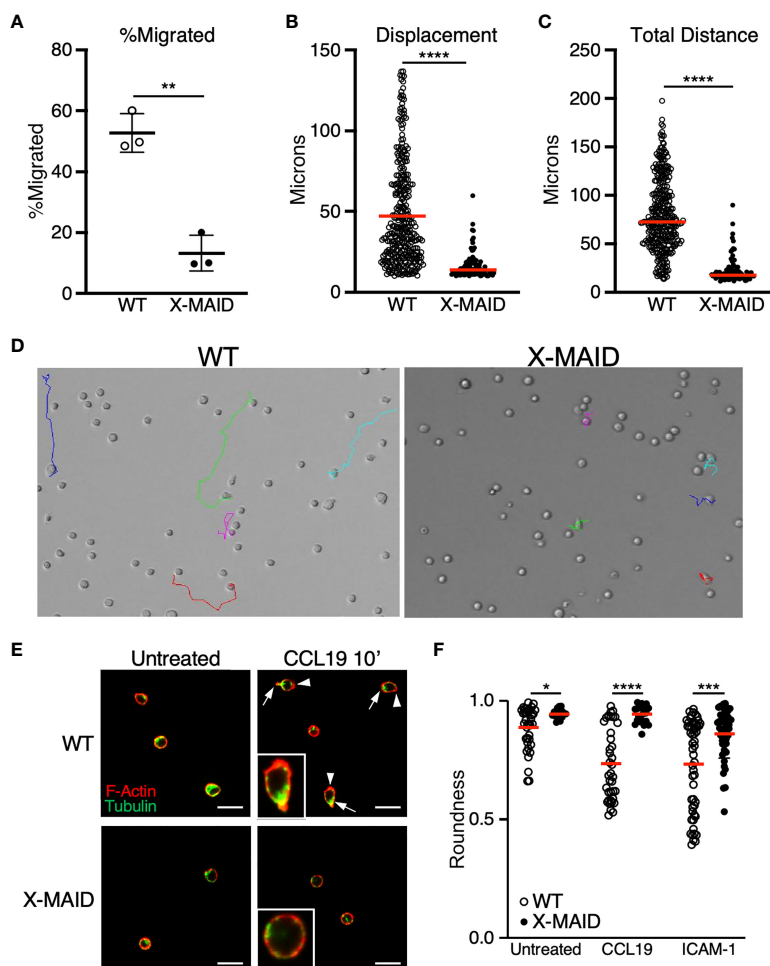 A
%Migrated
80
60
40
20
0
%Migrated
**
WT X-MAID
B
Displacement
150
100
50
0
Microns
****
WT X-MAID
C
Total Distance
250
200
150
100
50
0
Microns
****
WT X-MAID
D
WT X-MAID
E
Untreated CCL19 10'
WT
F-Actin
Tubulin
X-MAID
F
1.0
0.5
0.0
Roundness
* **** ***
WT
X-MAID
Untreated CCL19 ICAM-1